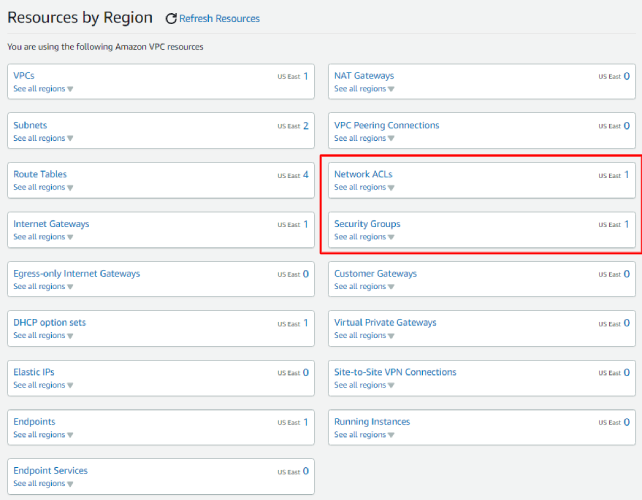 Resources by Region Refresh Resources
You are using the following Amazon VPC resources
VPCs US East 1
See all regions
NAT Gateways US East 0
See all regions
Subnets US East 2
See all regions
VPC Peering Connections US East 0
See all regions
Route Tables US East 4
See all regions
Network ACLs US East 1
See all regions
Internet Gateways US East 1
See all regions
Security Groups US East 1
See all regions
Egress-only Internet Gateways US East 0
See all regions
Customer Gateways US East 0
See all regions
DHCP option sets US East 1
See all regions
Virtual Private Gateways US East 0
See all regions
Elastic IPs US East 0
See all regions
Site-to-Site VPN Connections US East 0
See all regions
Endpoints US East 1
See all regions
Running Instances US East 0
See all regions
Endpoint Services US East 0
See all regions